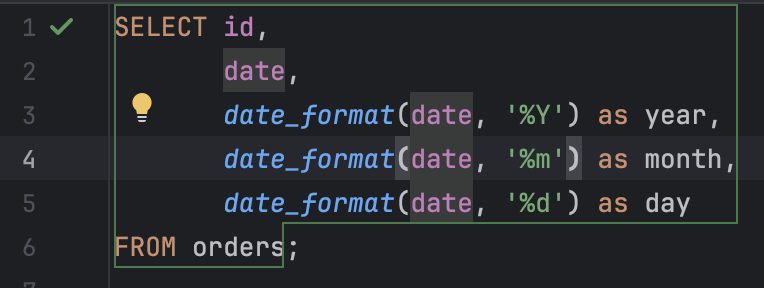 1 SELECT id,
2 date,
3 date_format(date, '%Y') as year,
4 date_format(date, '%m') as month,
5 date_format(date, '%d') as day
6 FROM orders;